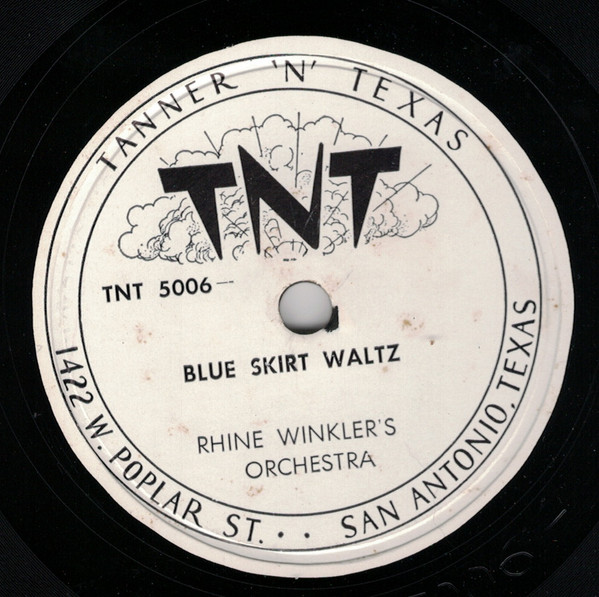 TANNER 'N' TEXAS
TNT
TNT 5006
BLUE SKIRT WALTZ
RHINE WINKLER'S
ORCHESTRA
1422 W. POPLAR ST. • • SAN ANTONIO, TEXAS